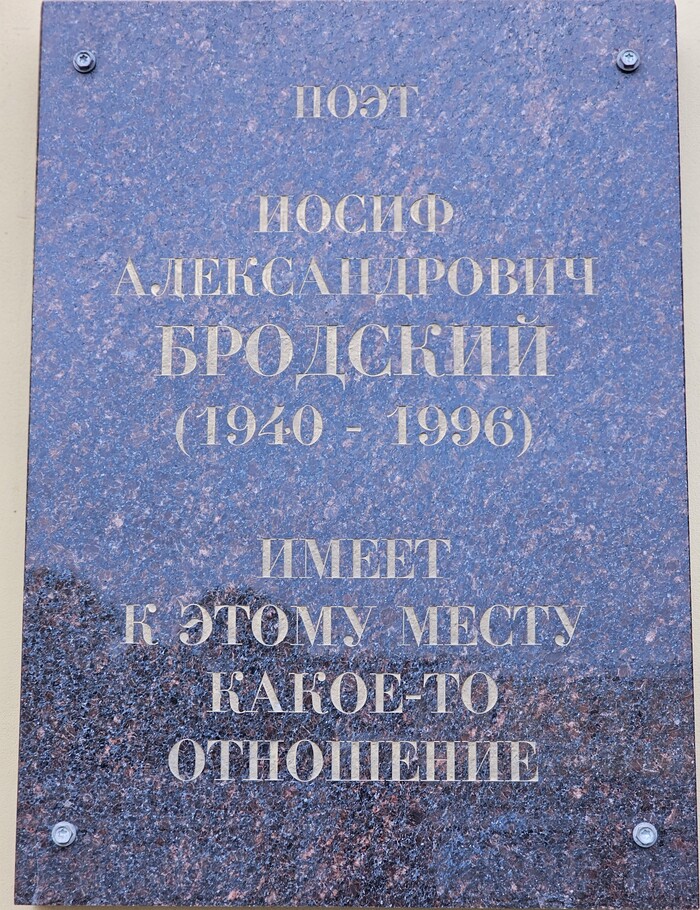 ПОЭТ
ИОСИФ
АЛЕКСАНДРОВИЧ
БРОДСКИЙ
(1940 - 1996)
ИМЕЕТ
К ЭТОМУ МЕСТУ
КАКОЕ-ТО
ОТНОШЕНИЕ